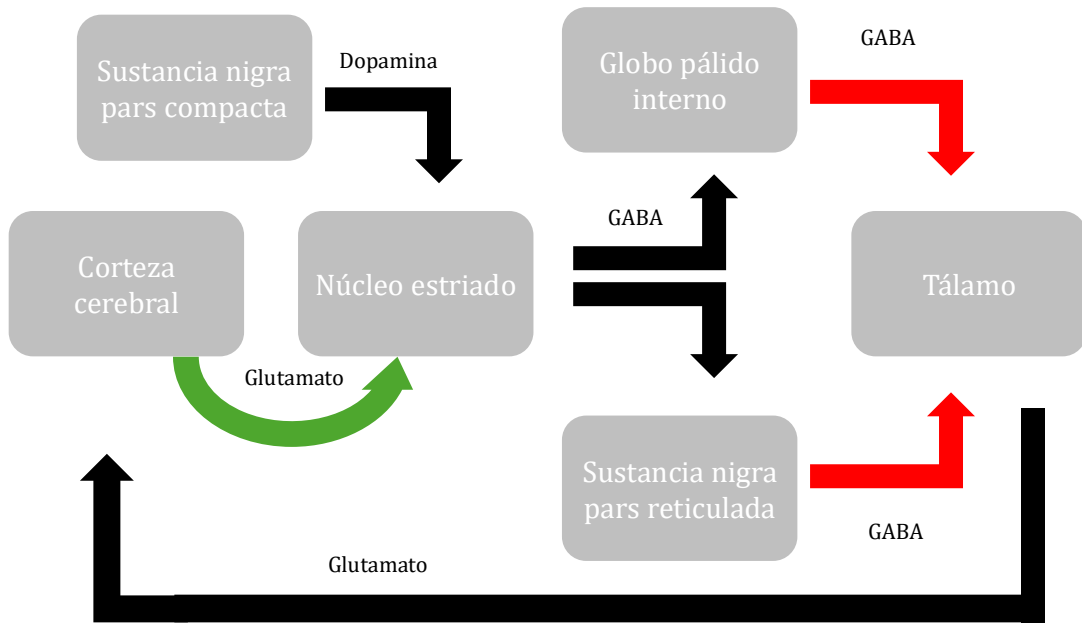 Sustancia nigra
pars compacta
Dopamina
Globo pálido
interno
GABA
Corteza
cerebral
Núcleo estriado
GABA
Tálamo
Glutamato
Sustancia nigra
pars reticulada
GABA
Glutamato